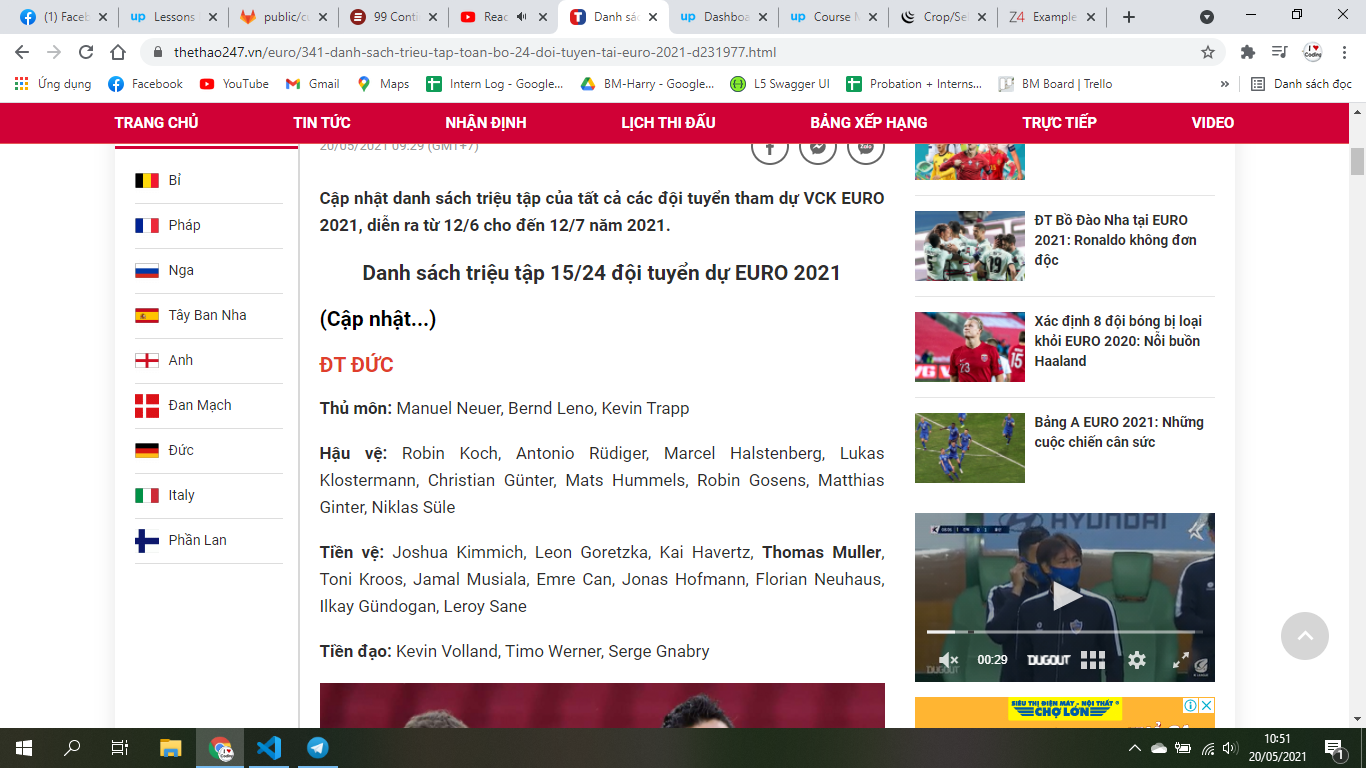 (1) Faceb
Lessons
public/cu
99 Conti
Reac
Danh sá
Dashboa
Course M
Crop/Sel
Example
thethao247.vn/euro/341-danh-sach-trieu-tap-toan-bo-24-doi-tuyen-tai-euro-2021-d231977.html
Ứng dụng
Facebook
YouTube
Gmail
Maps
Intern Log - Google...
BM-Harry - Google...
L5 Swagger UI
Probation + Interns...
BM Board | Trello
»
Danh sách đọc
TRANG CHỦ
TIN TỨC
NHẬN ĐỊNH
LỊCH THI ĐẤU
BẢNG XẾP HẠNG
TRỰC TIẾP
VIDEO
20/05/2021 09:29 (GMT+7)
Bỉ
Pháp
Nga
Tây Ban Nha
Anh
Đan Mạch
Đức
Italy
Phần Lan
Cập nhật danh sách triệu tập của tất cả các đội tuyển tham dự VCK EURO
2021, diễn ra từ 12/6 cho đến 12/7 năm 2021.
Danh sách triệu tập 15/24 đội tuyển dự EURO 2021
(Cập nhật...)
ĐT ĐỨC
Thủ môn: Manuel Neuer, Bernd Leno, Kevin Trapp
Hậu vệ: Robin Koch, Antonio Rüdiger, Marcel Halstenberg, Lukas
Klostermann, Christian Günter, Mats Hummels, Robin Gosens, Matthias
Ginter, Niklas Süle
Tiền vệ: Joshua Kimmich, Leon Goretzka, Kai Havertz, Thomas Muller,
Toni Kroos, Jamal Musiala, Emre Can, Jonas Hofmann, Florian Neuhaus,
Ilkay Gündogan, Leroy Sane
Tiền đạo: Kevin Volland, Timo Werner, Serge Gnabry
ĐT Bồ Đào Nha tại EURO
2021: Ronaldo không đơn
độc
Xác định 8 đội bóng bị loại
khỏi EURO 2020: Nỗi buồn
Haaland
Bảng A EURO 2021: Những
cuộc chiến cân sức
HYUNDAI
00:29
DUGOUT
DUGOUT
SIÊU THỊ ĐIỆN MÁY - NỘI THẤT
CHỢ LỚN
10:51
20/05/2021